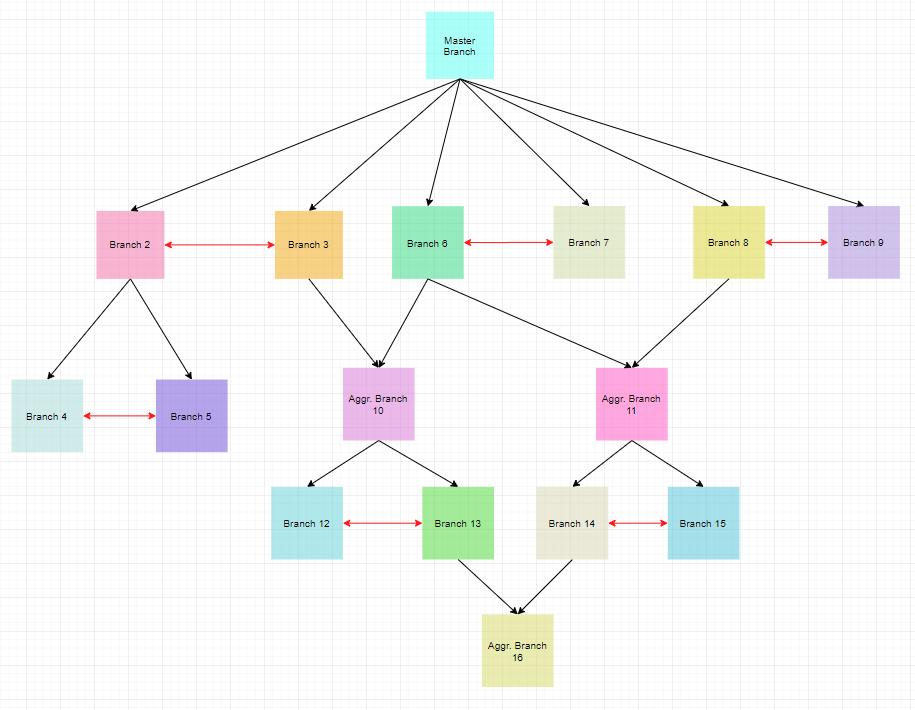 Master
Branch
Branch 2
Branch 3
Branch 6
Branch 7
Branch 8
Branch 9
Branch 4
Branch 5
Aggr. Branch
10
Aggr. Branch
11
Branch 12
Branch 13
Branch 14
Branch 15
Aggr. Branch
16